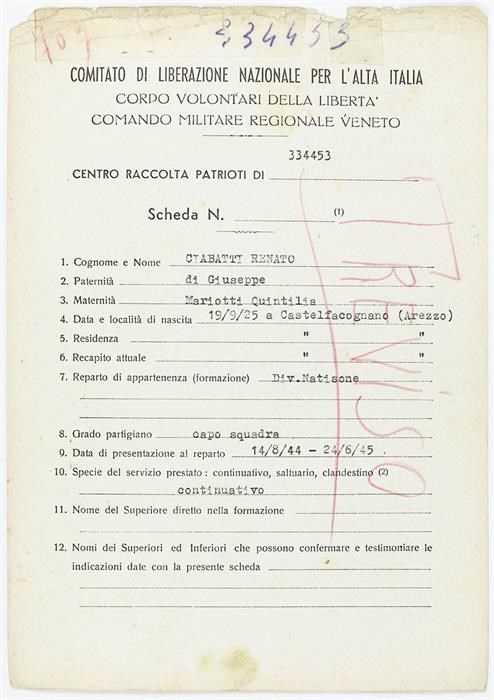 709
334453
COMITATO DI LIBERAZIONE NAZIONALE PER L'ALTA ITALIA
CORPO VOLONTARI DELLA LIBERTA'
COMANDO MILITARE REGIONALE VENETO
334453
CENTRO RACCOLTA PATRIOTI DI
Scheda N. (1)
1. Cognome e Nome CIABATTI RENATO
2. Paternità di Giuseppe
3. Maternità Mariotti Quintilia
4. Data e località di nascita 19/9/25 a Castelfacognano (Arezzo)
5. Residenza " "
6. Recapito attuale " "
7. Reparto di appartenenza (formazione) Div.Natisone
8. Grado partigiano capo squadra
9. Data di presentazione al reparto 14/8/44 - 24/6/45 .
10. Specie del servizio prestato : continuativo, saltuario, clandestino (2)
continuativo
11. Nome del Superiore diretto nella formazione
12. Nomi dei Superiori ed Inferiori che possono confermare e testimoniare le
indicazioni date con la presente scheda
TREVISO